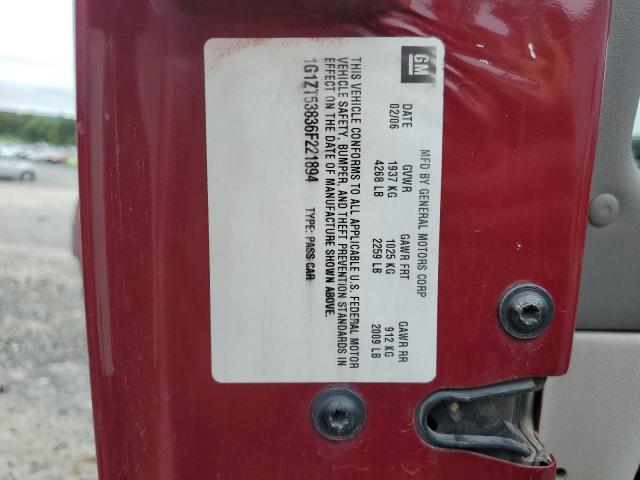 GM
MFD BY GENERAL MOTORS CORP
DATE GVWR GAWR FRT GAWR RR
02/06 1937 KG 1025 KG 912 KG
4268 LB 2259 LB 2009 LB
THIS VEHICLE CONFORMS TO ALL APPLICABLE U.S. FEDERAL MOTOR
VEHICLE SAFETY, BUMPER, AND THEFT PREVENTION STANDARDS IN
EFFECT ON THE DATE OF MANUFACTURE SHOWN ABOVE.
1G1ZT53836F221894 TYPE: PASS CAR